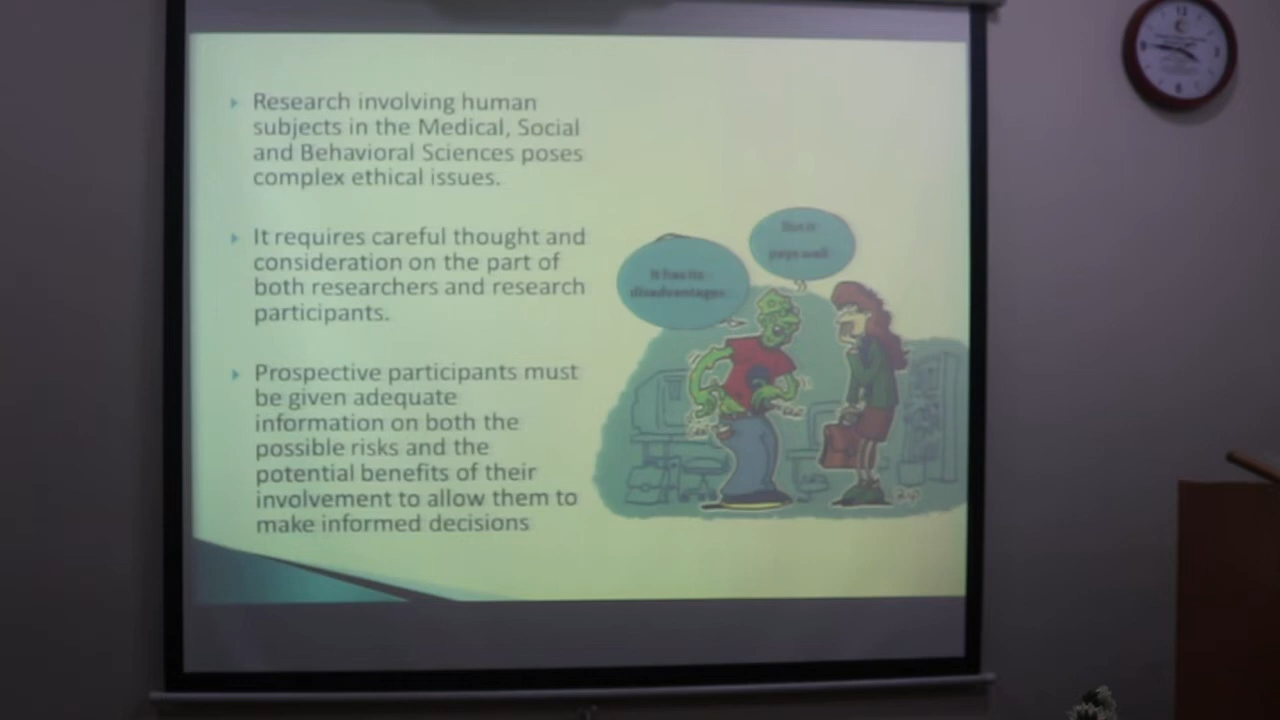 Research involving human
subjects in the Medical, Social
and Behavioral Sciences poses
complex ethical issues.
It requires careful thought and
consideration on the part of
both researchers and research
participants.
Prospective participants must
be given adequate
information on both the
possible risks and the
potential benefits of their
involvement to allow them to
make informed decisions
It has its
disadvantages
But it
pays well
12